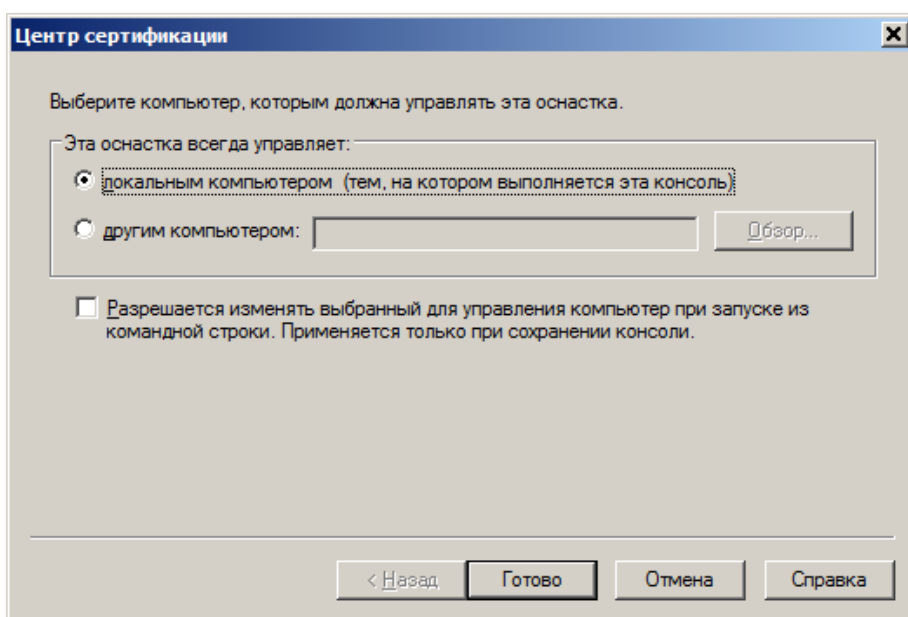 Центр сертификации
Выберите компьютер, которым должна управлять эта оснастка.
Эта оснастка всегда управляет:
локальным компьютером (тем, на котором выполняется эта консоль)
другим компьютером:
Обзор...
Разрешается изменять выбранный для управления компьютер при запуске из
командной строки. Применяется только при сохранении консоли.
< Назад
Готово
Отмена
Справка